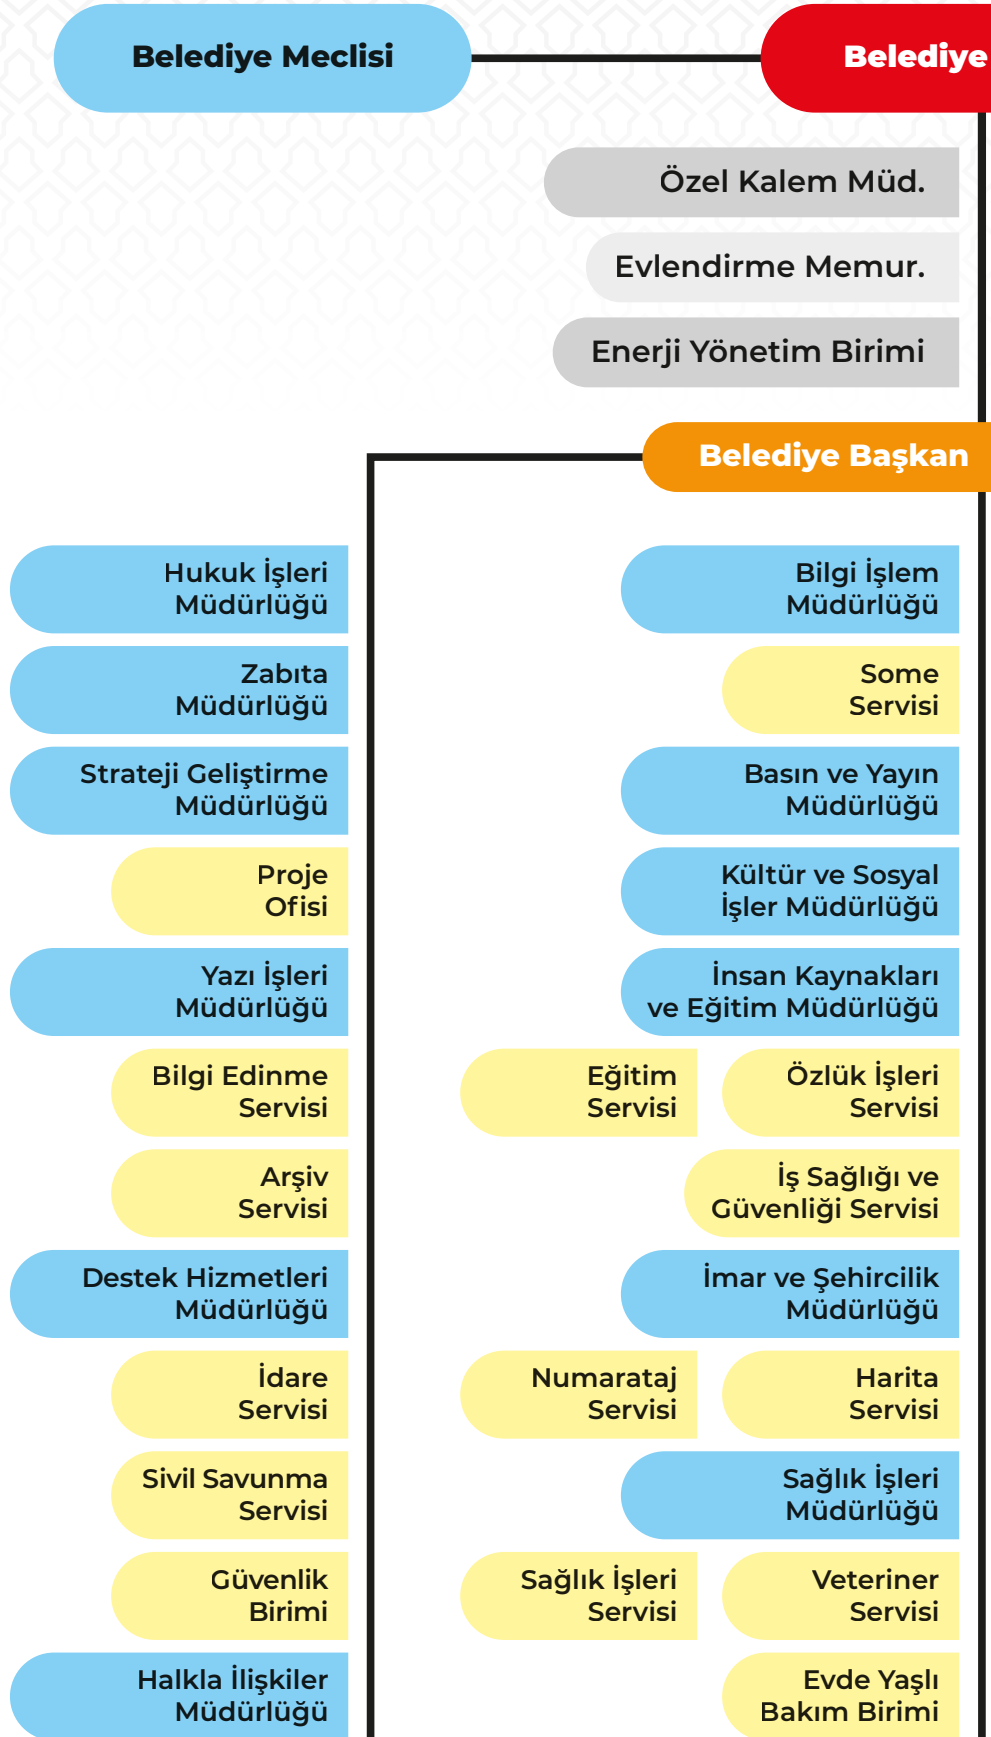 Belediye Meclisi
Belediye
Özel Kalem Müd.
Evlendirme Memur.
Enerji Yönetim Birimi
Belediye Başkan
Hukuk İşleri
Müdürlüğü
Zabıta
Müdürlüğü
Strateji Geliştirme
Müdürlüğü
Proje
Ofisi
Yazı İşleri
Müdürlüğü
Bilgi Edinme
Servisi
Arşiv
Servisi
Destek Hizmetleri
Müdürlüğü
İdare
Servisi
Sivil Savunma
Servisi
Güvenlik
Birimi
Halkla İlişkiler
Müdürlüğü
Bilgi İşlem
Müdürlüğü
Some
Servisi
Basın ve Yayın
Müdürlüğü
Kültür ve Sosyal
İşler Müdürlüğü
İnsan Kaynakları
ve Eğitim Müdürlüğü
Eğitim
Servisi
Özlük İşleri
Servisi
İş Sağlığı ve
Güvenliği Servisi
İmar ve Şehircilik
Müdürlüğü
Numarataj
Servisi
Harita
Servisi
Sağlık İşleri
Müdürlüğü
Sağlık İşleri
Servisi
Veteriner
Servisi
Evde Yaşlı
Bakım Birimi